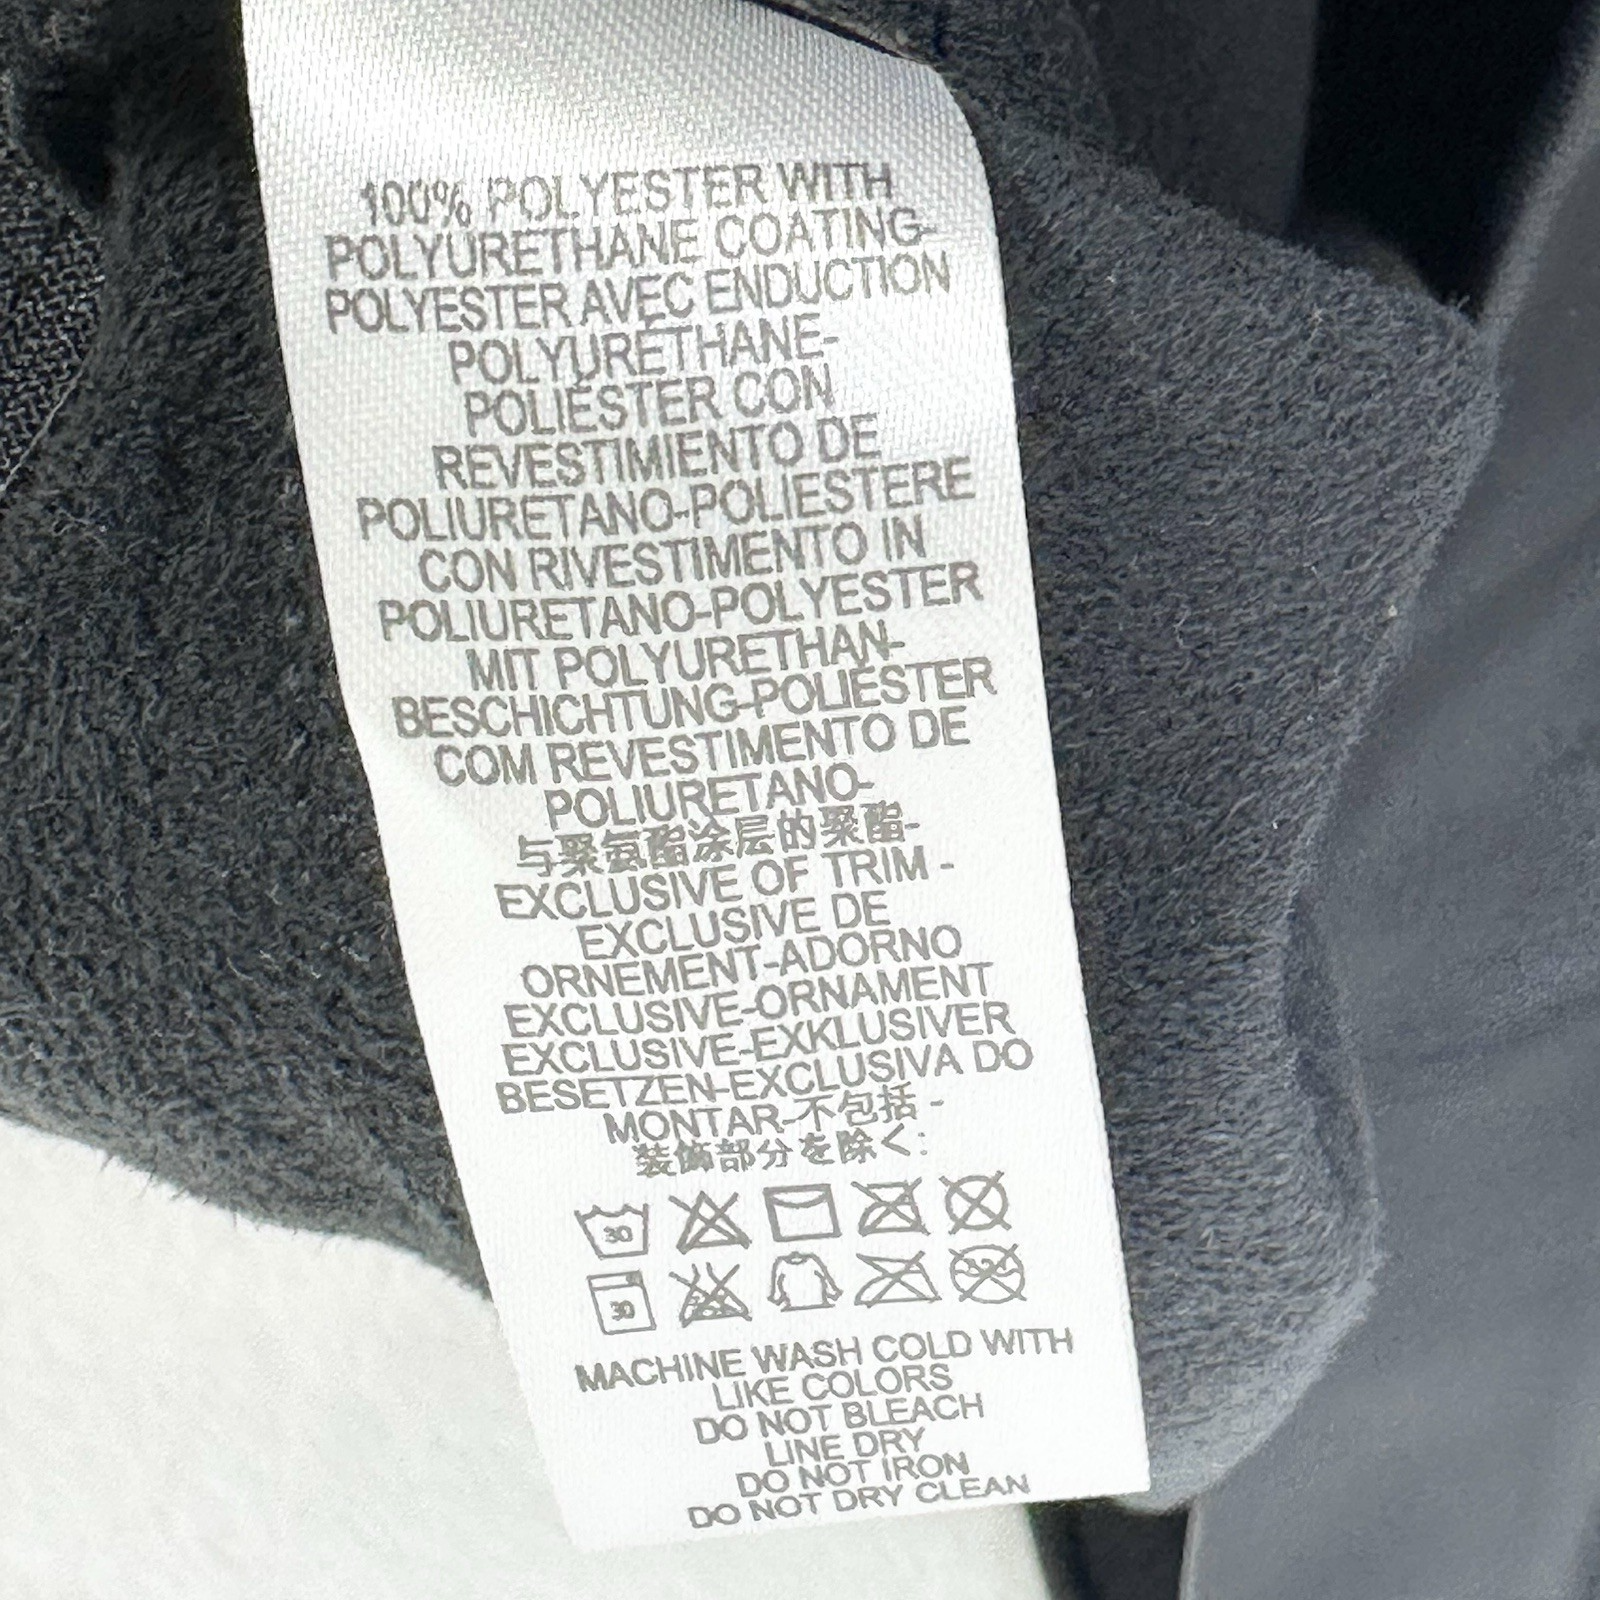 100% POLYESTER WITH
POLYURETHANE COATING-
POLYESTER AVEC ENDUCTION
POLYURÉTHANE-
POLIÉSTER CON
REVESTIMIENTO DE
POLIURETANO-POLIESTERE
CON RIVESTIMENTO IN
POLIURETANO-POLYESTER
MIT POLYURETHAN-
BESCHICHTUNG-POLIÉSTER
COM REVESTIMENTO DE
POLIURETANO-
与聚氨酯涂层的聚酯-
EXCLUSIVE OF TRIM -
EXCLUSIVE DE
ORNEMENT-ADORNO
EXCLUSIVE-ORNAMENT
EXCLUSIVE-EXKLUSIVER
BESETZEN-EXCLUSIVA DO
MONTAR-不包括 -
装飾部分を除く:
30
30
MACHINE WASH COLD WITH
LIKE COLORS
DO NOT BLEACH
LINE DRY
DO NOT IRON
DO NOT DRY CLEAN